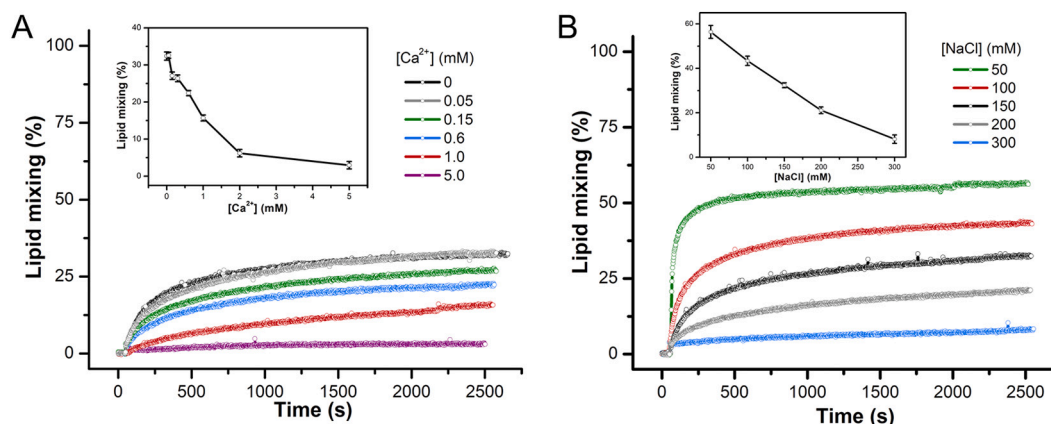 A
Lipid mixing (%)
100
75
50
25
0
0 500 1000 1500 2000 2500
Time (s)
Lipid mixing (%)
40
30
20
10
0
0 1 2 3 4 5
[Ca²⁺] (mM)
[Ca²⁺] (mM)
0
0.05
0.15
0.6
1.0
5.0
B
Lipid mixing (%)
100
75
50
25
0
0 500 1000 1500 2000 2500
Time (s)
Lipid mixing (%)
60
40
20
0
50 100 150 200 250 300
[NaCl] (mM)
[NaCl] (mM)
50
100
150
200
300